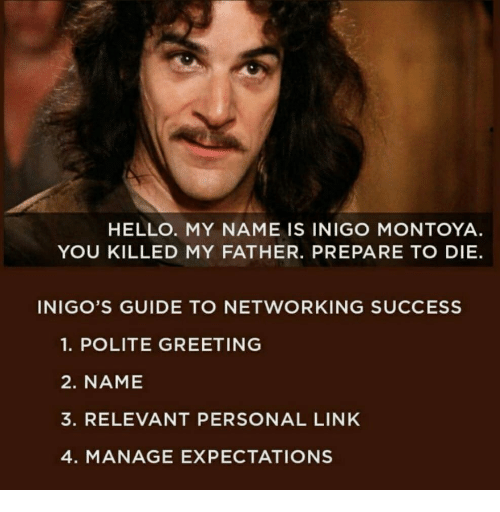 HELLO. MY NAME IS INIGO MONTOYA.
YOU KILLED MY FATHER. PREPARE TO DIE.
INIGO'S GUIDE TO NETWORKING SUCCESS
1. POLITE GREETING
2. NAME
3. RELEVANT PERSONAL LINK
4. MANAGE EXPECTATIONS